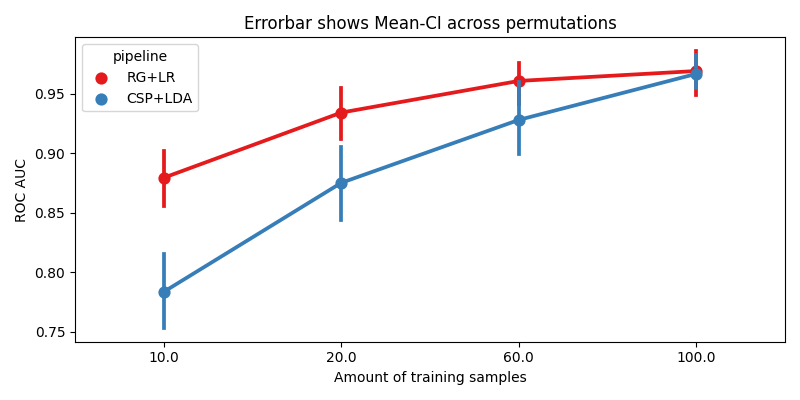 Errorbar shows Mean-CI across permutations
pipeline
RG+LR
CSP+LDA
ROC AUC
0.95
0.90
0.85
0.80
0.75
10.0
20.0
60.0
100.0
Amount of training samples